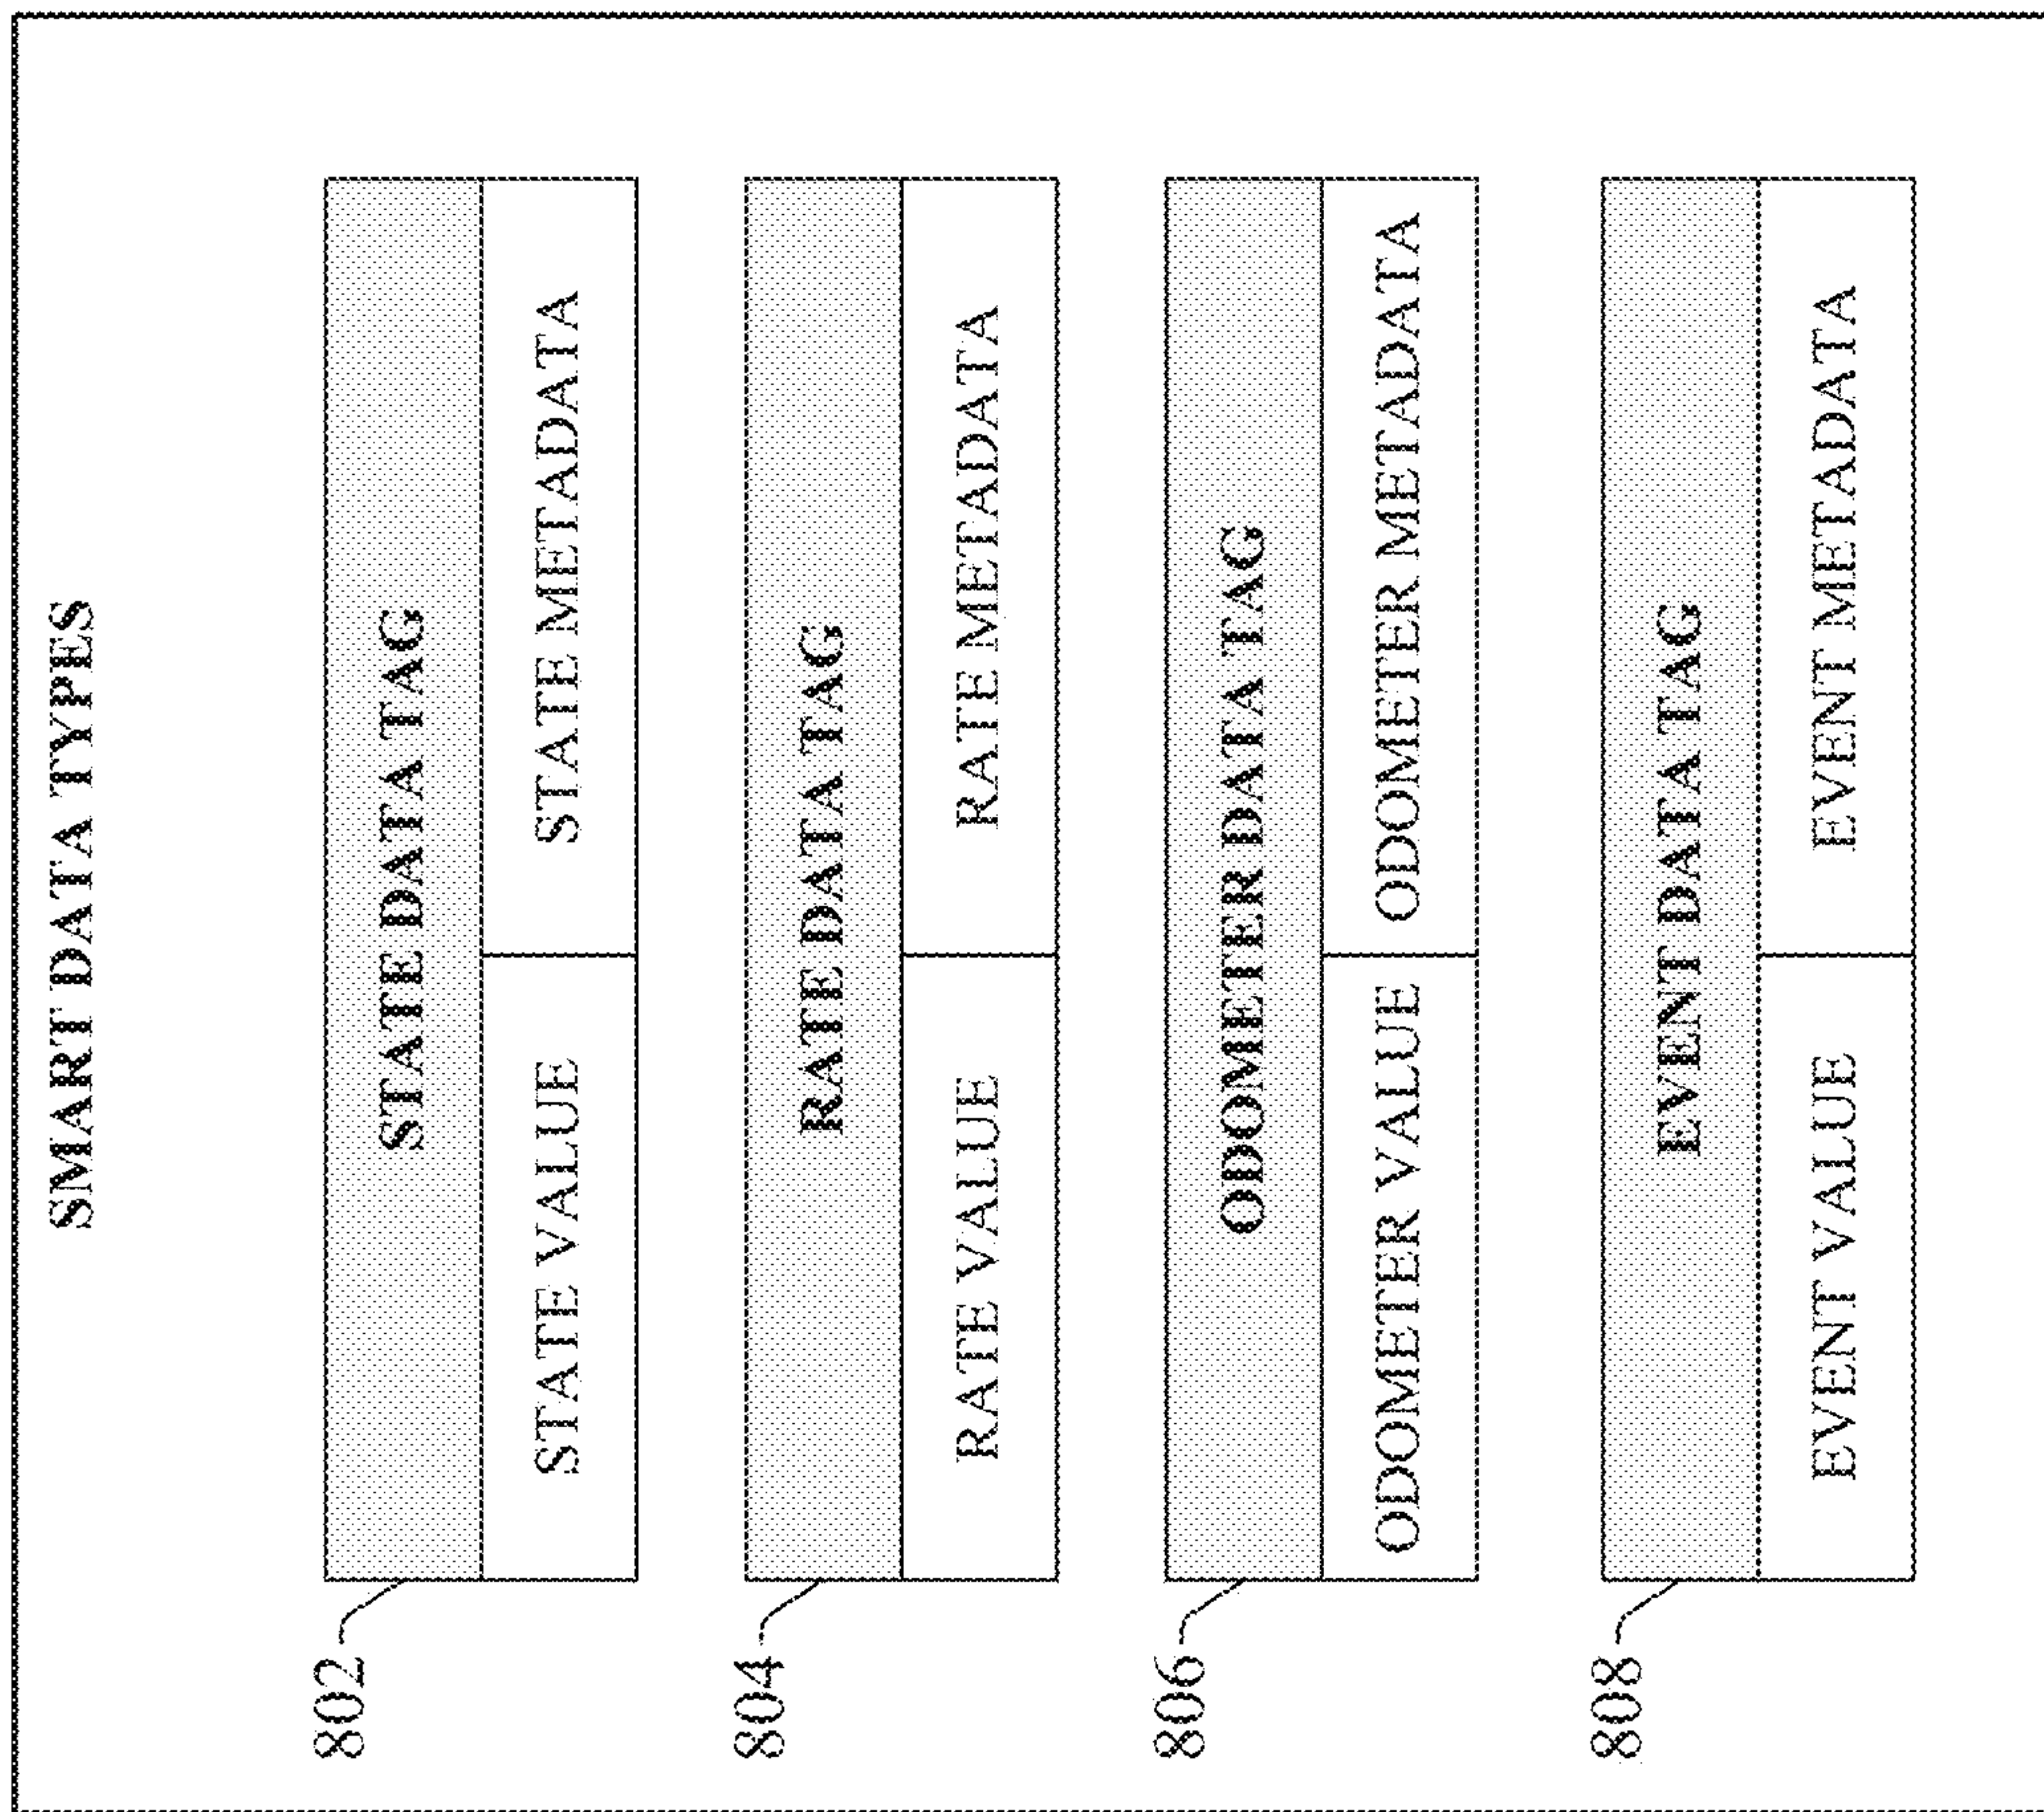 SMART DATA TYPES
802
STATE DATA TAG
STATE VALUE
STATE METADATA
804
RATE DATA TAG
RATE VALUE
RATE METADATA
806
ODOMETER DATA TAG
ODOMETER VALUE
ODOMETER METADATA
808
EVENT DATA TAG
EVENT VALUE
EVENT METADATA